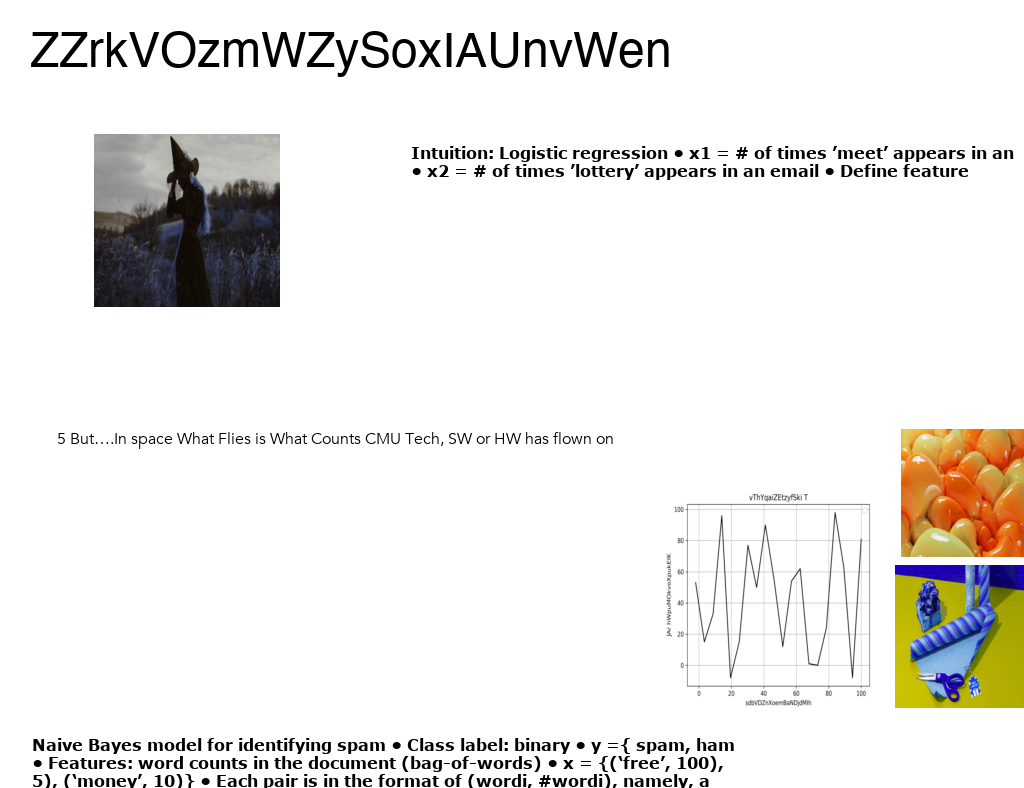 ZZrkVOzmWZySoxIAUnvWen
Intuition: Logistic regression • x1 = # of times ’meet’ appears in an
• x2 = # of times ’lottery’ appears in an email • Define feature
5 But….In space What Flies is What Counts CMU Tech, SW or HW has flown on
vThYqaiZEtzyfSki T
100
80
60
40
20
0
jAr hWpuMOkvoXpukElK
0 20 40 60 80 100
sdbVDZnXoemBaNDjdMIh
Naive Bayes model for identifying spam • Class label: binary • y ={ spam, ham
• Features: word counts in the document (bag-of-words) • x = {(‘free’, 100),
5), (‘money’, 10)} • Each pair is in the format of (wordi, #wordi), namely, a